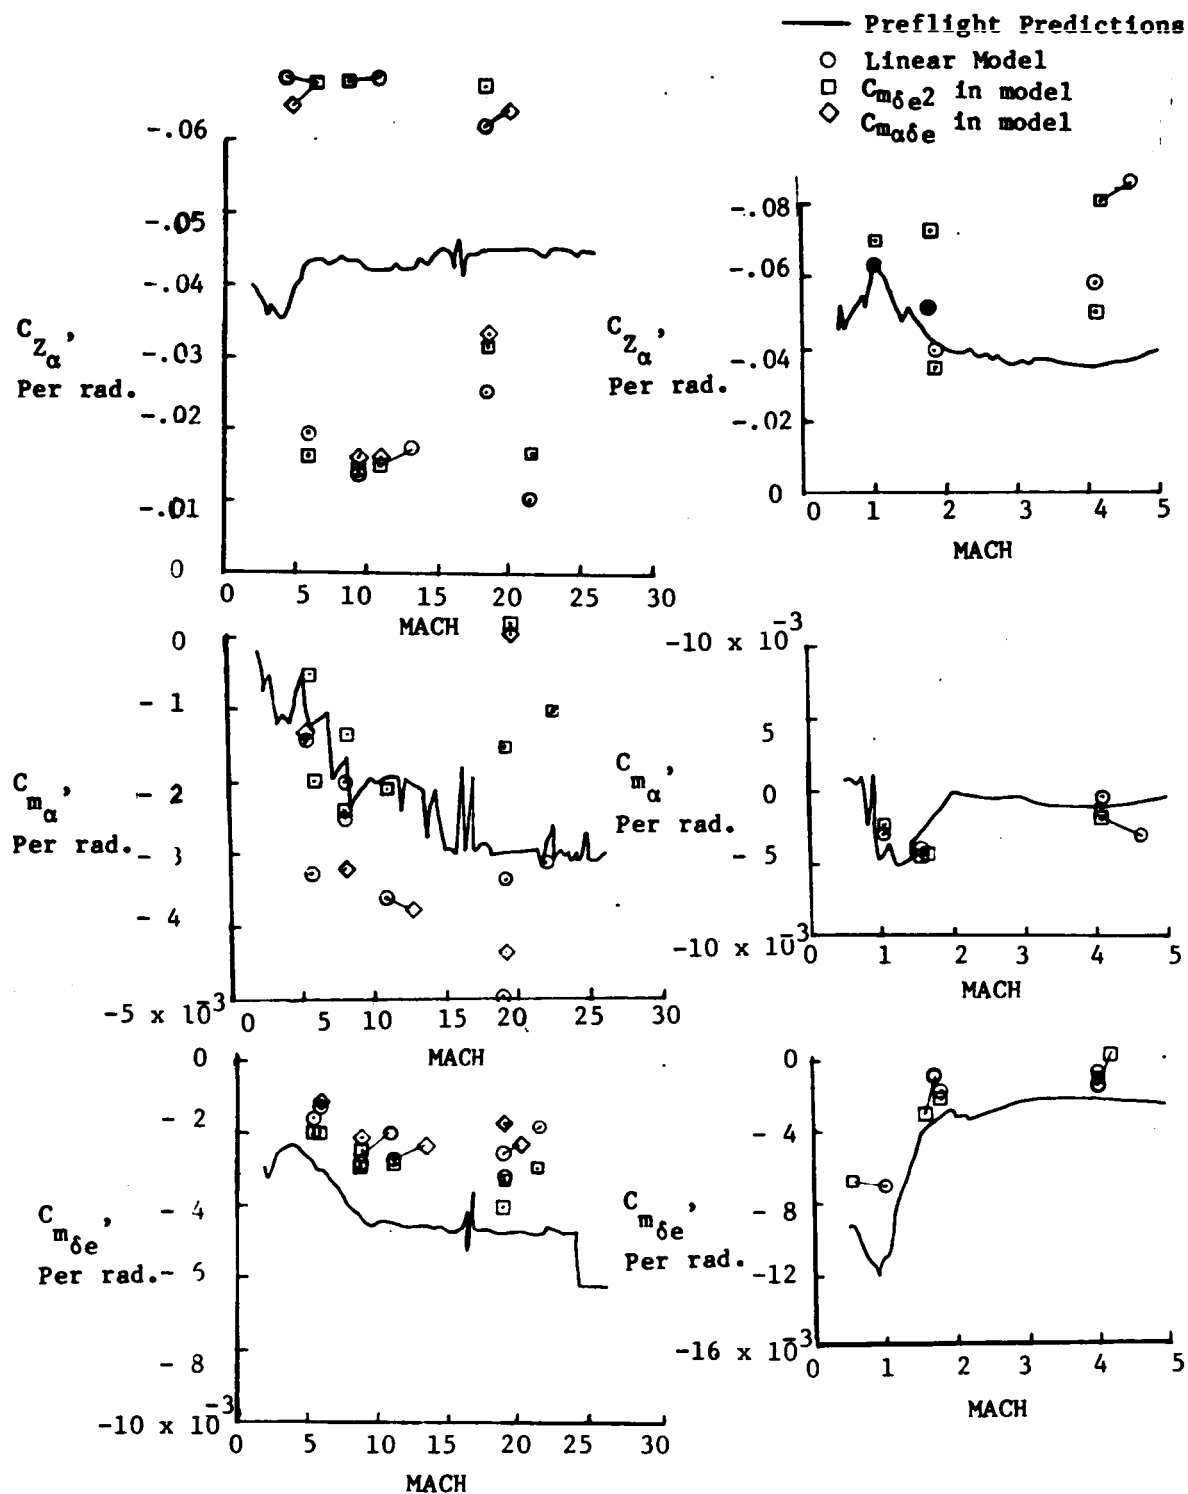 Preflight Predictions
Linear Model
Cmδe2 in model
Cmαδe in model
-.06
-.05
-.04
-.03
-.02
-.01
0
CZα,
Per rad.
0 5 10 15 20 25 30
MACH
-.08
-.06
-.04
-.02
0
CZα,
Per rad.
0 1 2 3 4 5
MACH
0
- 1
- 2
- 3
- 4
-5 x 10-3
Cmα,
Per rad.
0 5 10 15 20 25 30
MACH
-10 x 10-3
5
0
- 5
-10 x 10-3
Cmα,
Per rad.
0 1 2 3 4 5
MACH
0
- 2
- 4
- 5
- 8
-10 x 10-3
Cmδe,
Per rad.
0 5 10 15 20 25 30
MACH
0
- 4
- 8
-12
-16 x 10-3
Cmδe,
Per rad.
0 1 2 3 4 5
MACH